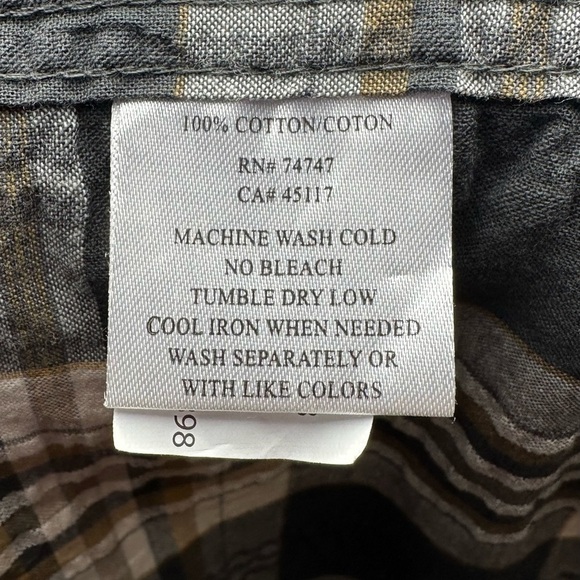 100% COTTON/COTON
RN# 74747
CA# 45117
MACHINE WASH COLD
NO BLEACH
TUMBLE DRY LOW
COOL IRON WHEN NEEDED
WASH SEPARATELY OR
WITH LIKE COLORS
98